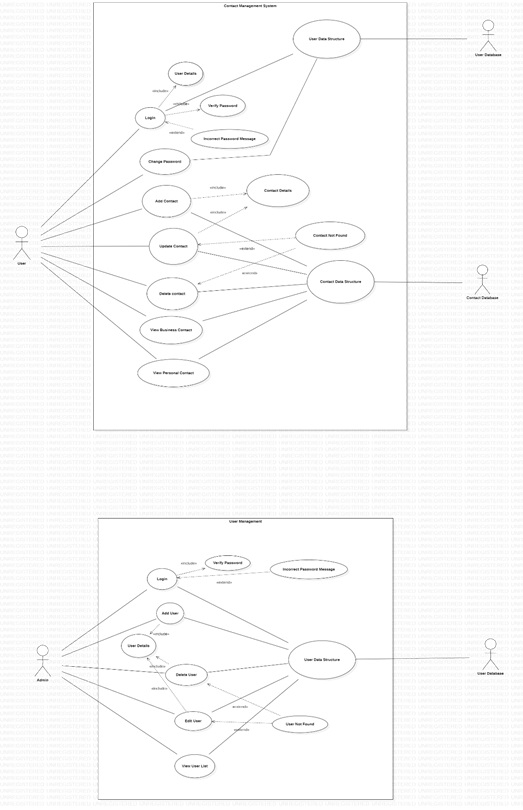 Contact Management System
User Data Structure
User Database
User Details
«include»
Verify Password
«include»
Login
«extend»
Incorrect Password Message
Change Password
Add Contact
«include»
Contact Details
«include»
User
Update Contact
Contact Not Found
«extend»
«extend»
Delete contact
Contact Data Structure
Contact Database
View Business Contact
View Personal Contact
User Management
«include»
Verify Password
Incorrect Password Message
Login
«extend»
Add User
«include»
User Details
User Data Structure
User Database
Admin
«include»
Delete User
«include»
«extend»
Edit User
User Not Found
«extend»
View User List